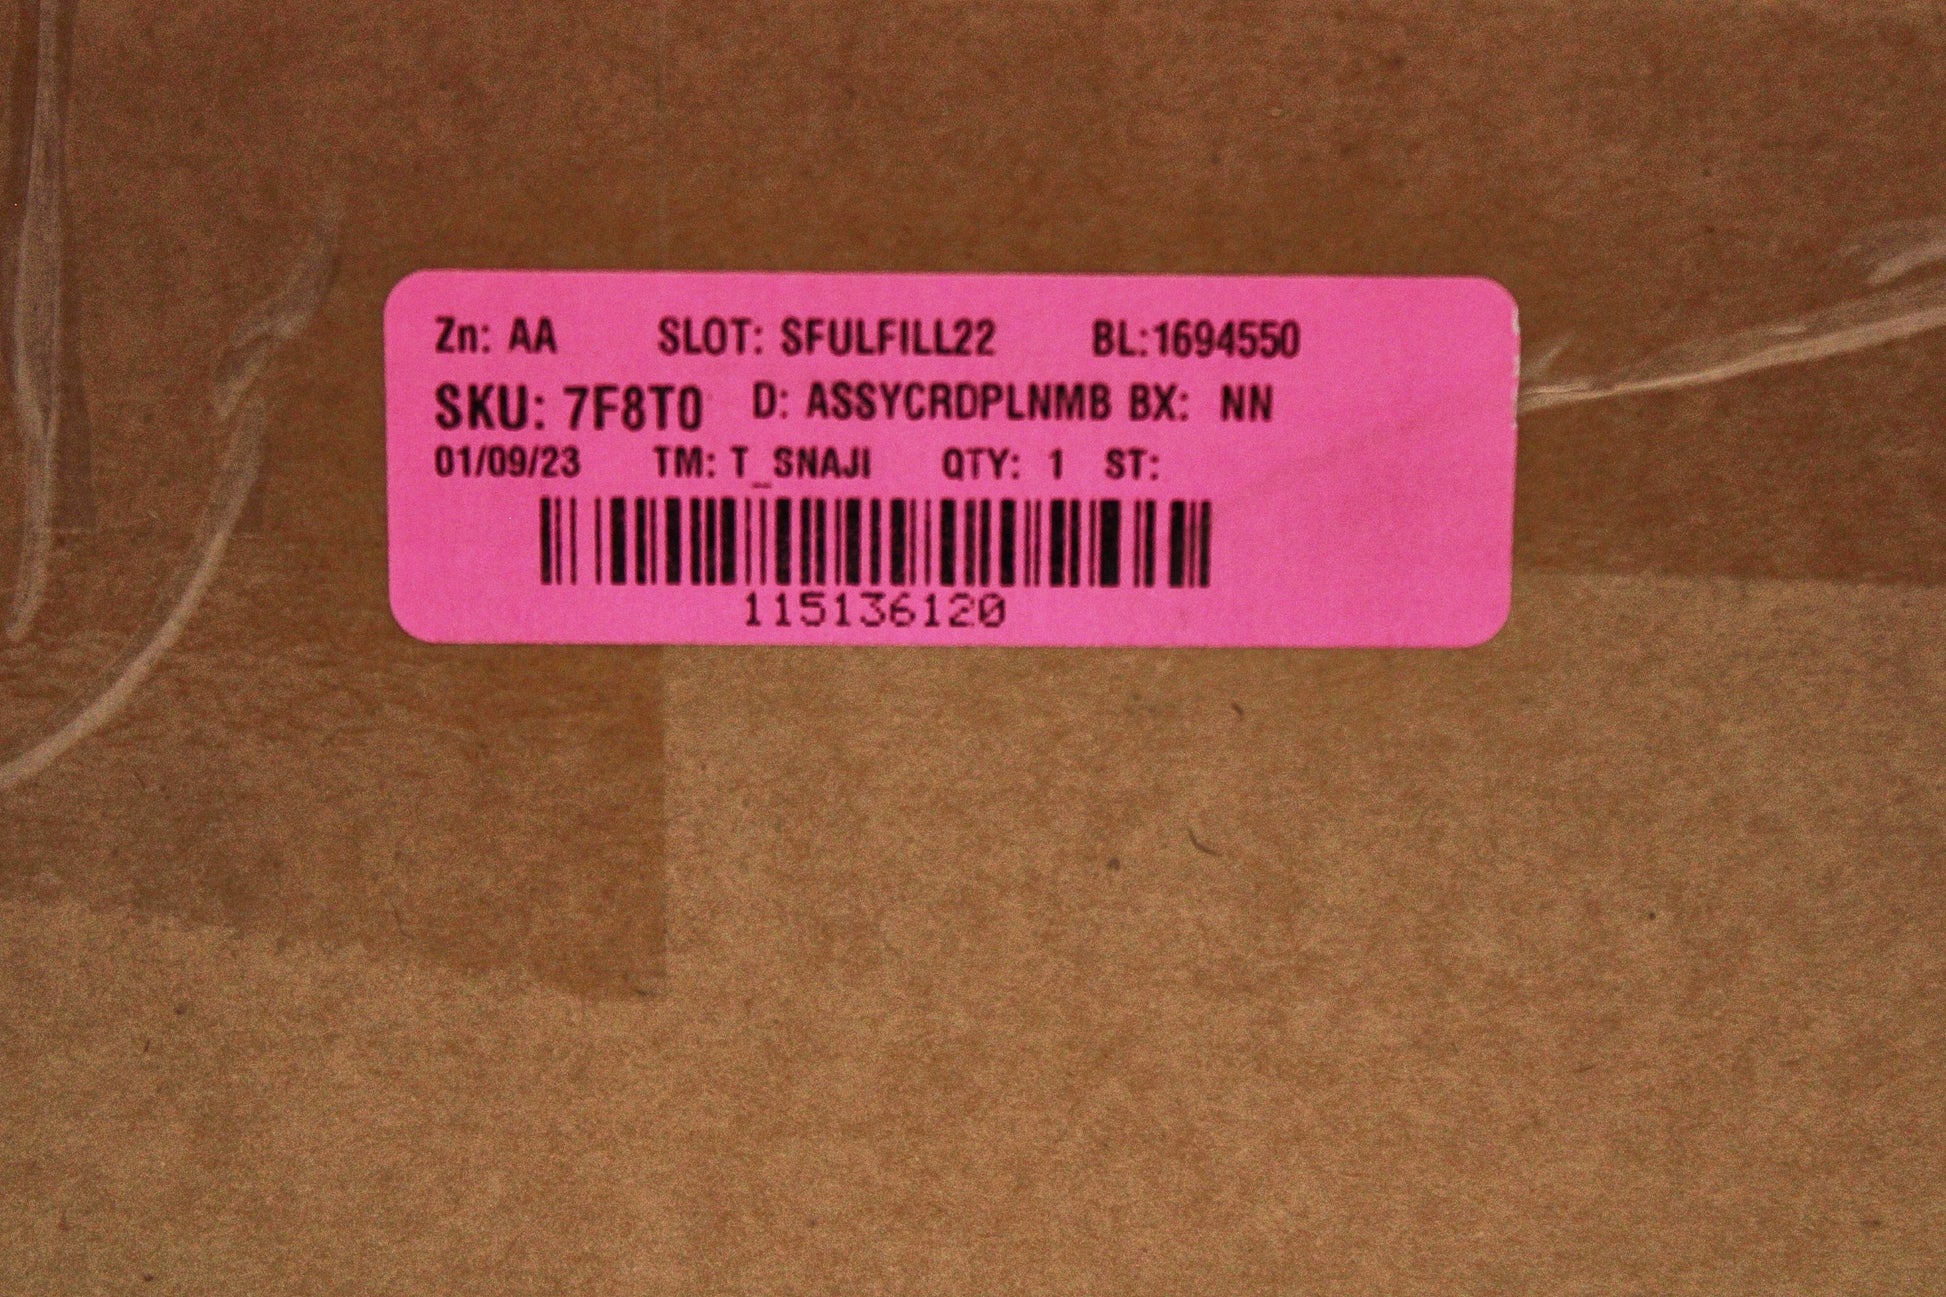 Zn: AA SLOT: SFULFILL22 BL:1694550
SKU: 7F8T0 D: ASSYCRDPLNMB BX: NN
01/09/23 TM: T_SNAJI QTY: 1 ST:
115136120